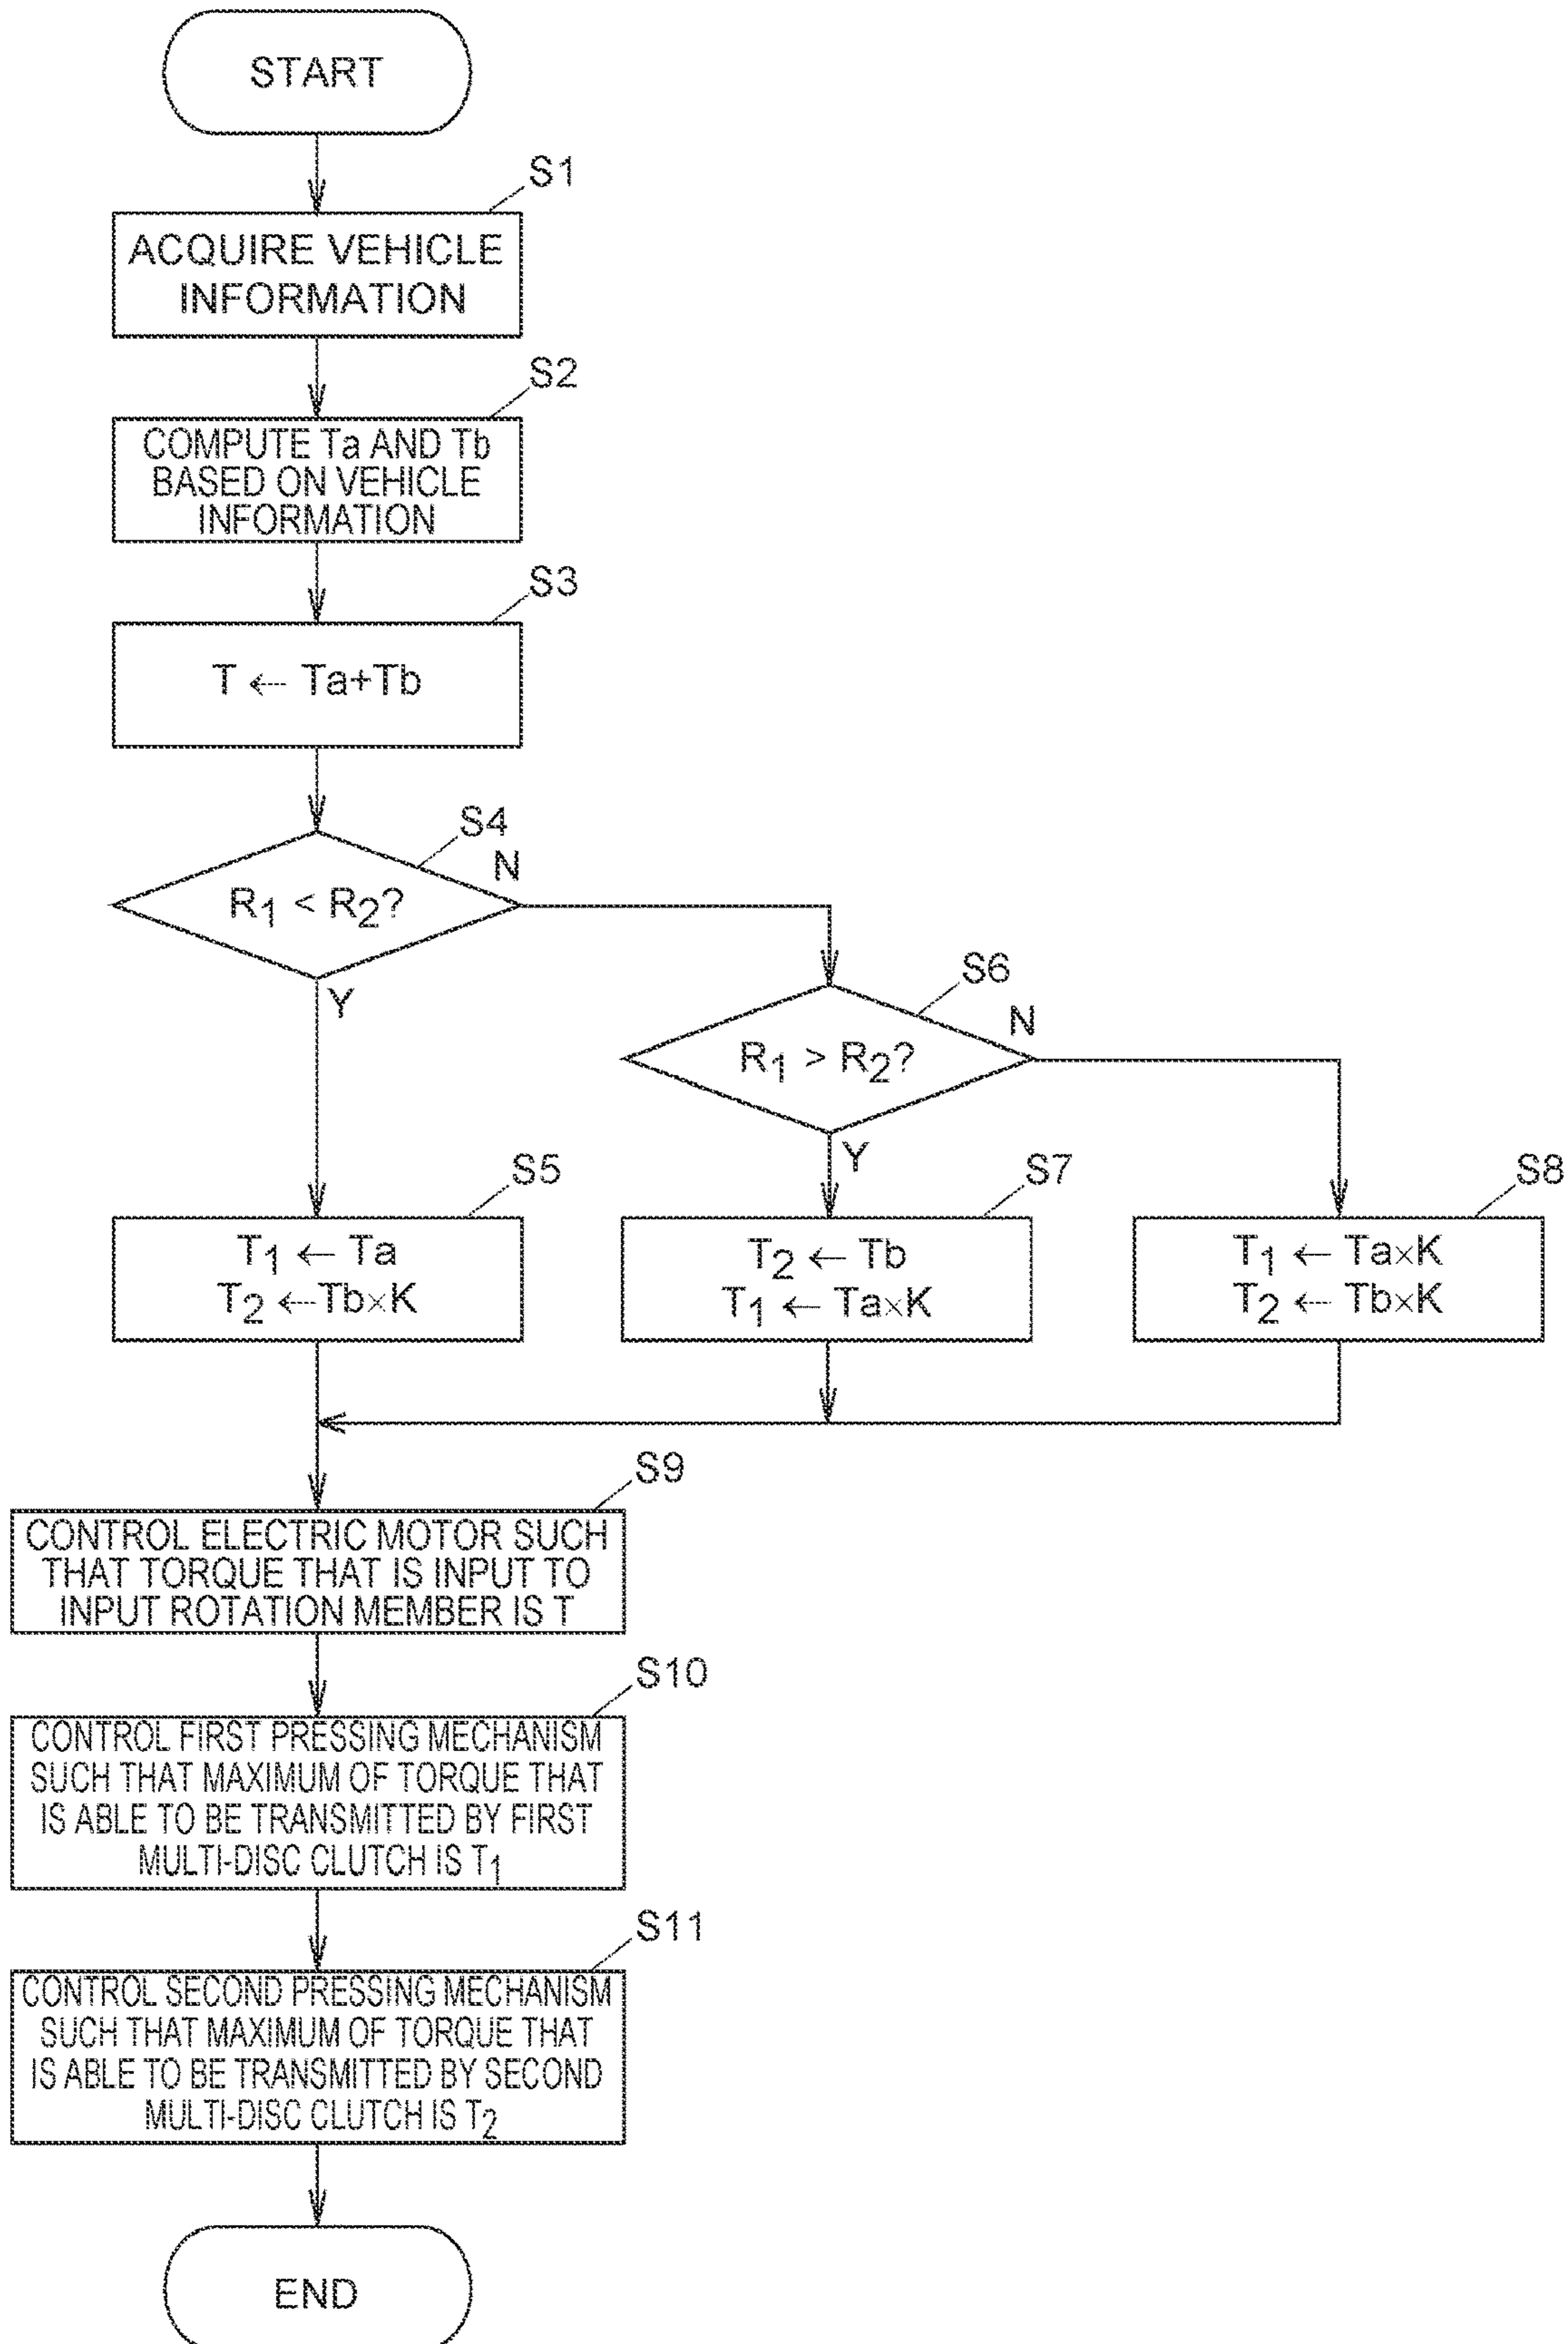 START
S1
ACQUIRE VEHICLE
INFORMATION
S2
COMPUTE Ta AND Tb
BASED ON VEHICLE
INFORMATION
S3
T ← Ta+Tb
S4
N
R1 < R2?
Y
S6
N
R1 > R2?
Y
S5
T1 ← Ta
T2 ← Tb×K
S7
T2 ← Tb
T1 ← Ta×K
S8
T1 ← Ta×K
T2 ← Tb×K
S9
CONTROL ELECTRIC MOTOR SUCH
THAT TORQUE THAT IS INPUT TO
INPUT ROTATION MEMBER IS T
S10
CONTROL FIRST PRESSING MECHANISM
SUCH THAT MAXIMUM OF TORQUE THAT
IS ABLE TO BE TRANSMITTED BY FIRST
MULTI-DISC CLUTCH IS T1
S11
CONTROL SECOND PRESSING MECHANISM
SUCH THAT MAXIMUM OF TORQUE THAT
IS ABLE TO BE TRANSMITTED BY SECOND
MULTI-DISC CLUTCH IS T2
END